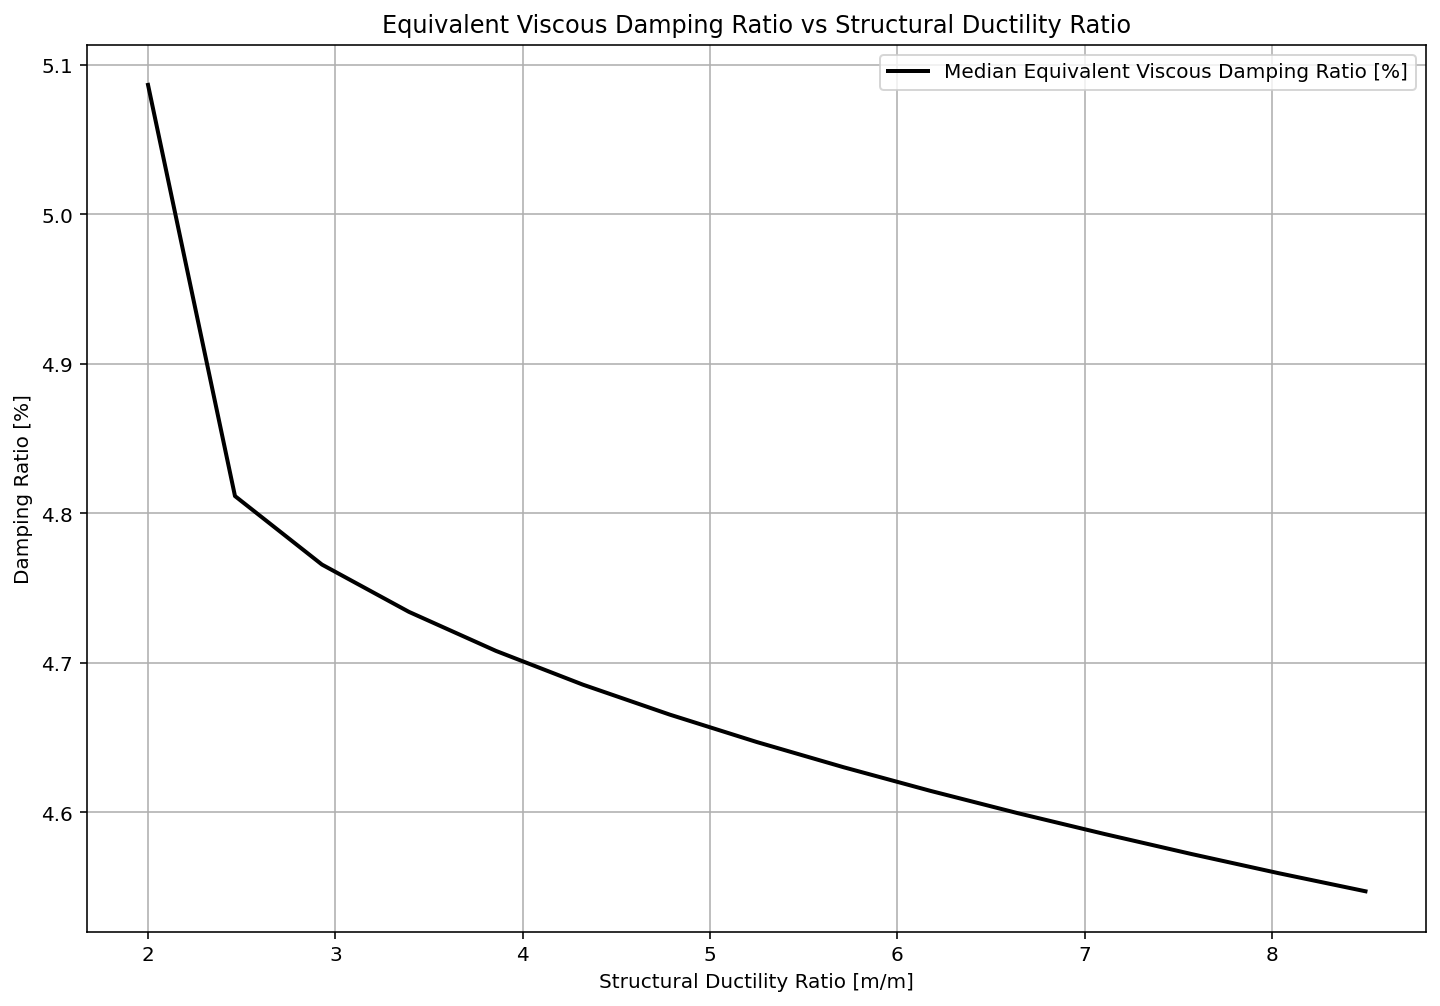 Equivalent Viscous Damping Ratio vs Structural Ductility Ratio
Median Equivalent Viscous Damping Ratio [%]
5.1
5.0
4.9
4.8
4.7
4.6
Damping Ratio [%]
2 3 4 5 6 7 8
Structural Ductility Ratio [m/m]